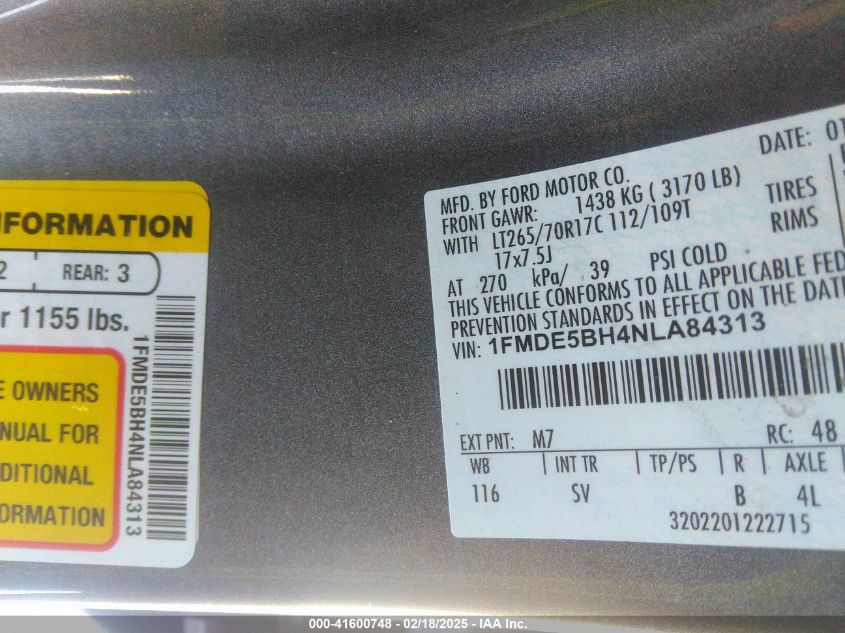 NFORMATION
2 REAR: 3
r 1155 lbs.
E OWNERS
NUAL FOR
DITIONAL
ORMATION
1FMDE5BH4NLA84313
DATE: 01
MFD. BY FORD MOTOR CO.
FRONT GAWR: 1438 KG ( 3170 LB)
WITH LT265/70R17C 112/109T TIRES
17x7.5J RIMS
AT 270 kPa/ 39 PSI COLD
THIS VEHICLE CONFORMS TO ALL APPLICABLE FED
PREVENTION STANDARDS IN EFFECT ON THE DATE
VIN: 1FMDE5BH4NLA84313
EXT PNT: M7 RC: 48
WB INT TR TP/PS R AXLE
116 SV B 4L
3202201222715
000-41600748 - 02/18/2025 - IAA Inc.